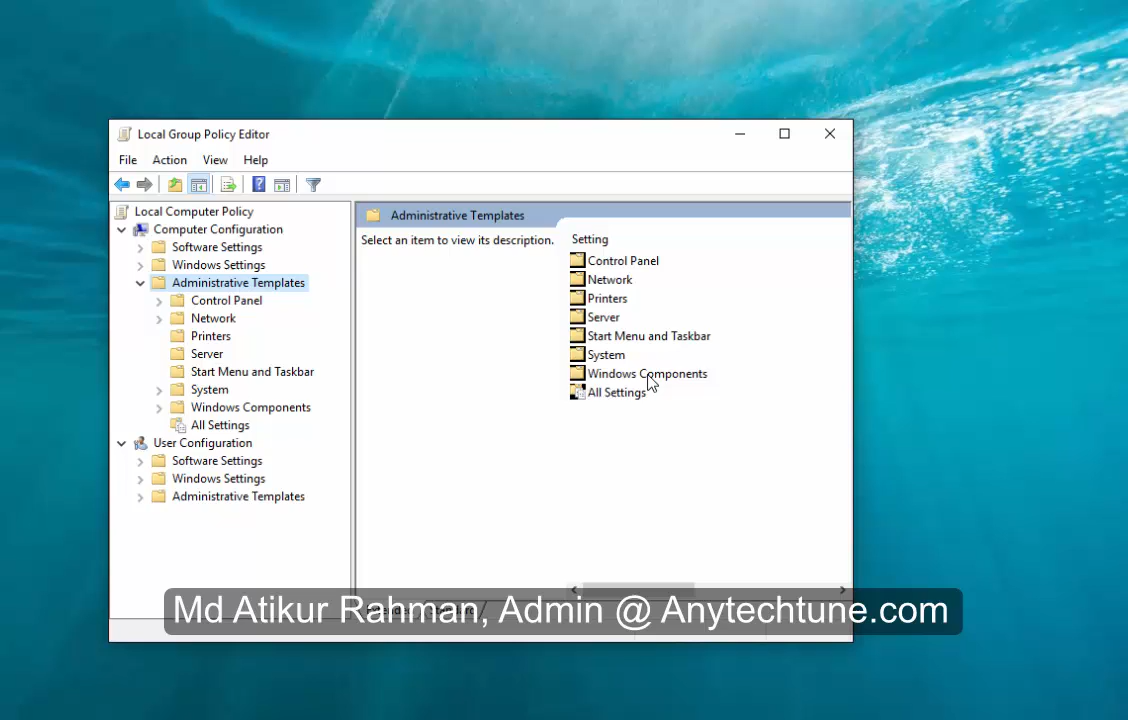 Local Group Policy Editor
File Action View Help
Local Computer Policy
Computer Configuration
Software Settings
Windows Settings
Administrative Templates
Control Panel
Network
Printers
Server
Start Menu and Taskbar
System
Windows Components
All Settings
User Configuration
Software Settings
Windows Settings
Administrative Templates
Administrative Templates
Select an item to view its description.
Setting
Control Panel
Network
Printers
Server
Start Menu and Taskbar
System
Windows Components
All Settings
Md Atikur Rahman, Admin @ Anytechtune.com